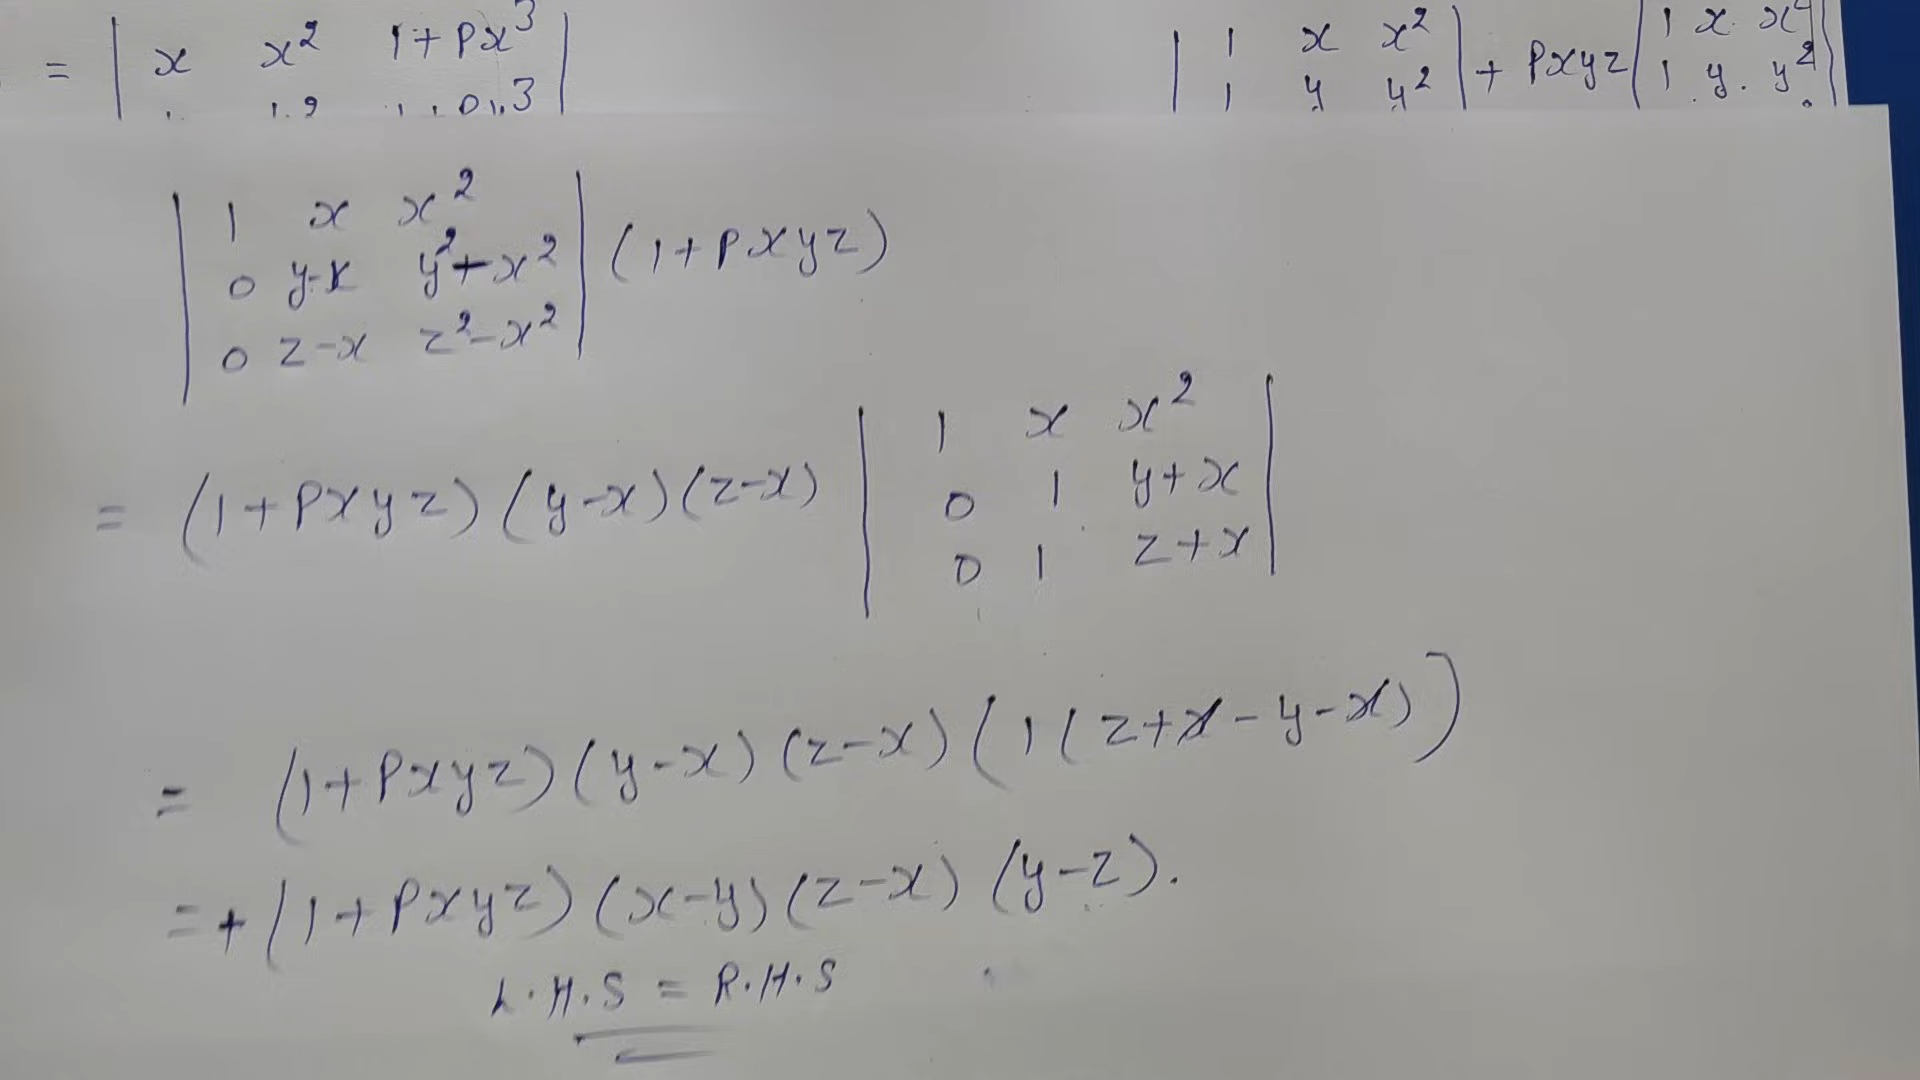 = | x x² 1+px³ | | 1 x x² | + pxyz | 1 x x² |
| 1 y y² | | 1 y y² |
| 1 x x² |
| 0 y-x y²-x² | (1+pxyz)
| 0 z-x z²-x² |
| 1 x x² |
= (1+pxyz) (y-x) (z-x) | 0 1 y+x |
| 0 1 z+x |
= (1+pxyz) (y-x) (z-x) (1(z+x-y-x))
=+(1+pxyz) (x-y) (z-x) (y-z).
L.H.S = R.H.S